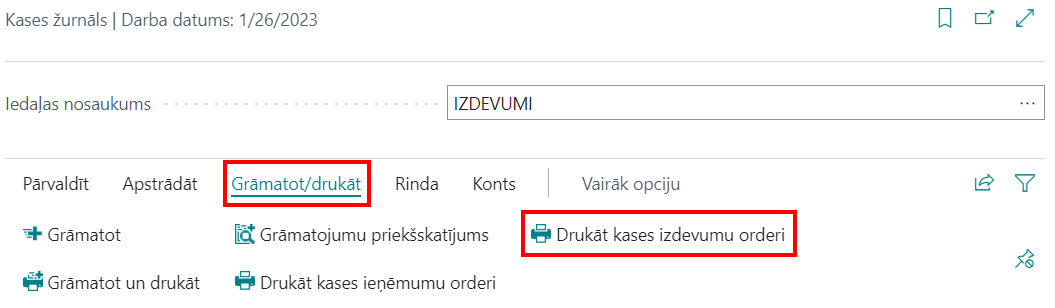 Kases žurnāls | Darba datums: 1/26/2023
Iedaļas nosaukums IZDEVUMI ...
Pārvaldīt Apstrādāt Grāmatot/drukāt Rinda Konts Vairāk opciju
Grāmatot Grāmatojumu priekšskatījums Drukāt kases izdevumu orderi
Grāmatot un drukāt Drukāt kases ieņēmumu orderi